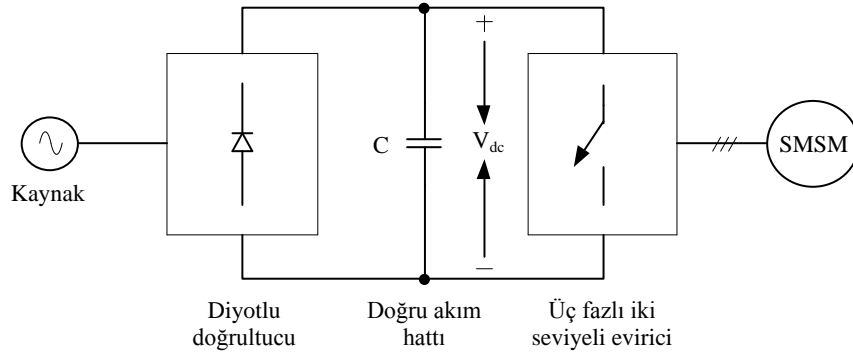 +
C
V_dc
SMSM
Kaynak
−
Diyotlu
doğrultucu
Doğru akım
hattı
Üç fazlı iki
seviyeli evirici